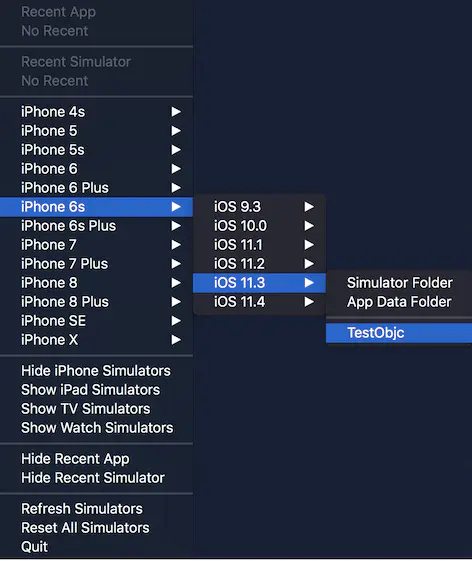 Recent App
No Recent
Recent Simulator
No Recent
iPhone 4s
iPhone 5
iPhone 5s
iPhone 6
iPhone 6 Plus
iPhone 6s
iPhone 6s Plus
iPhone 7
iPhone 7 Plus
iPhone 8
iPhone 8 Plus
iPhone SE
iPhone X
Hide iPhone Simulators
Show iPad Simulators
Show TV Simulators
Show Watch Simulators
Hide Recent App
Hide Recent Simulator
Refresh Simulators
Reset All Simulators
Quit
iOS 9.3
iOS 10.0
iOS 11.1
iOS 11.2
iOS 11.3
iOS 11.4
Simulator Folder
App Data Folder
TestObjc